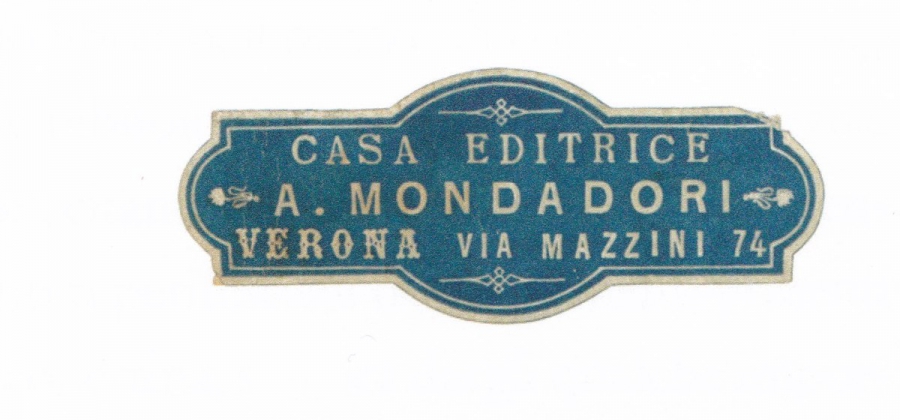 CASA EDITRICE
A. MONDADORI
VERONA VIA MAZZINI 74